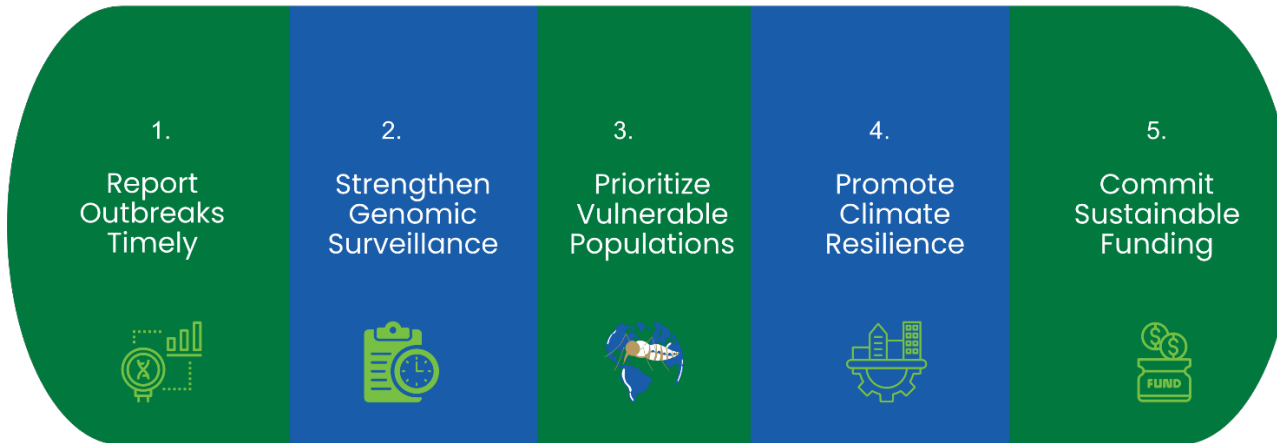 1.
Report
Outbreaks
Timely
2.
Strengthen
Genomic
Surveillance
3.
Prioritize
Vulnerable
Populations
4.
Promote
Climate
Resilience
5.
Commit
Sustainable
Funding
$
$
FUND